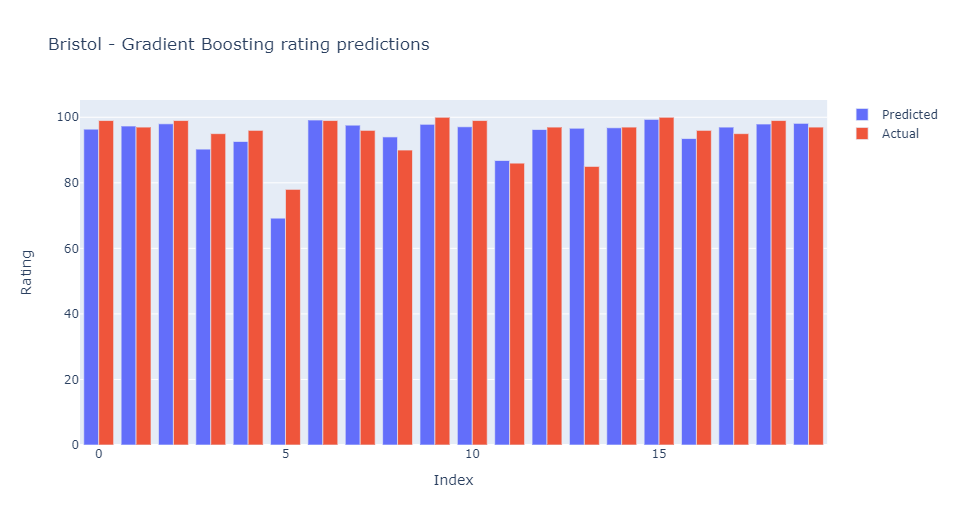 Bristol - Gradient Boosting rating predictions
Predicted
Actual
100
80
60
40
20
0
Rating
0 5 10 15
Index